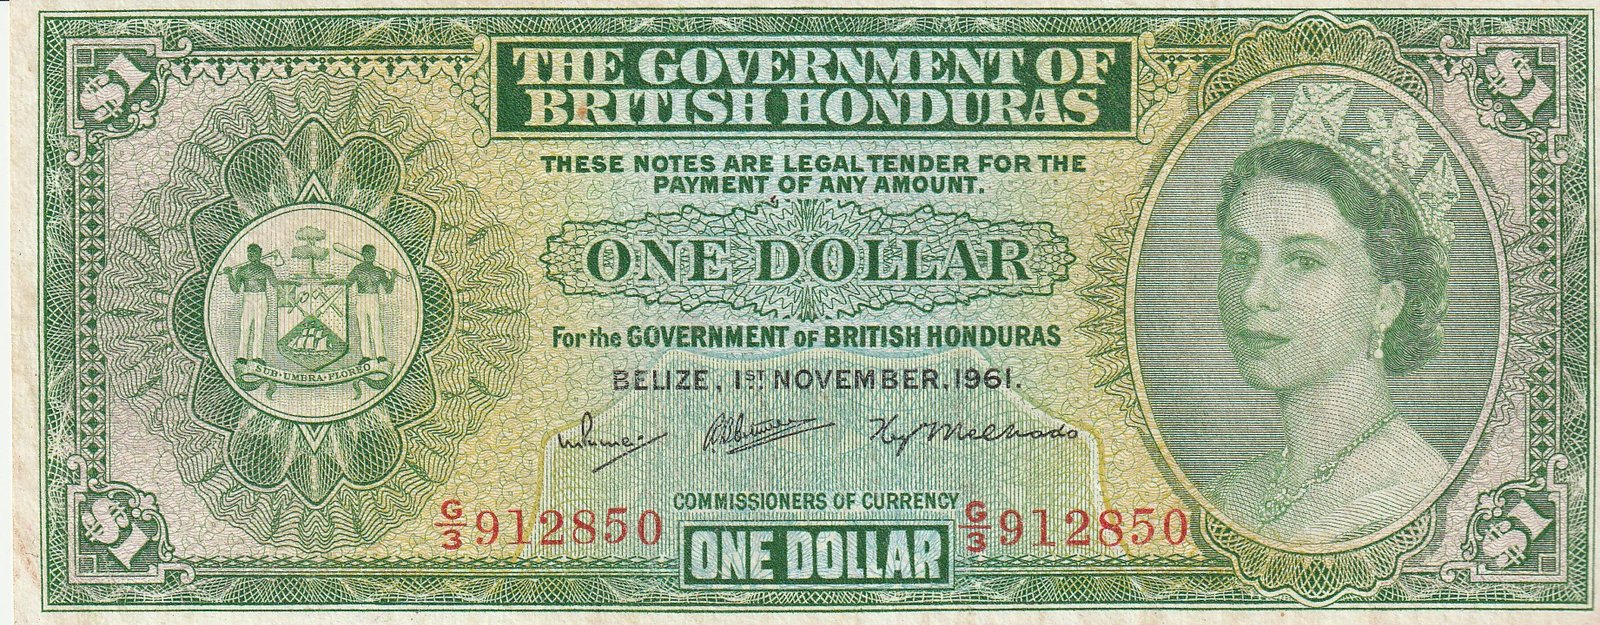 $1
$1
THE GOVERNMENT OF
BRITISH HONDURAS
THESE NOTES ARE LEGAL TENDER FOR THE
PAYMENT OF ANY AMOUNT.
ONE DOLLAR
SUB·UMBRA·FLOREO
For the GOVERNMENT of BRITISH HONDURAS
BELIZE, 1ST NOVEMBER, 1961.
COMMISSIONERS OF CURRENCY
G/3 912850
G/3 912850
ONE DOLLAR
$1
$1